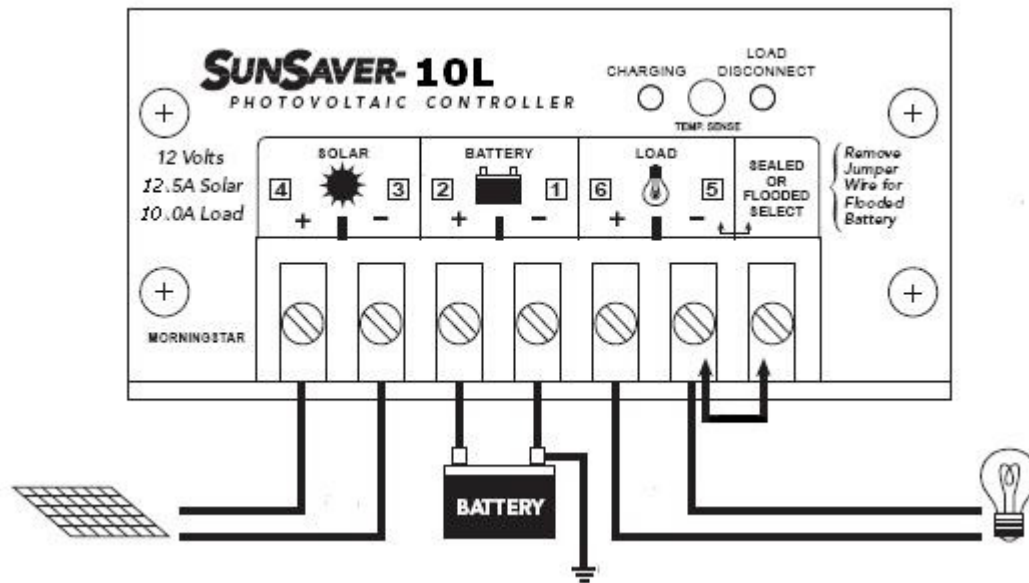 SUNSAVER- 10L
PHOTOVOLTAIC CONTROLLER
CHARGING
LOAD
DISCONNECT
TEMP. SENSE
12 Volts
12.5A Solar
10.0A Load
SOLAR
4 3
+ −
BATTERY
2 1
+ −
LOAD
6 5
+ −
SEALED
OR
FLOODED
SELECT
Remove
Jumper
Wire for
Flooded
Battery
MORNINGSTAR
BATTERY